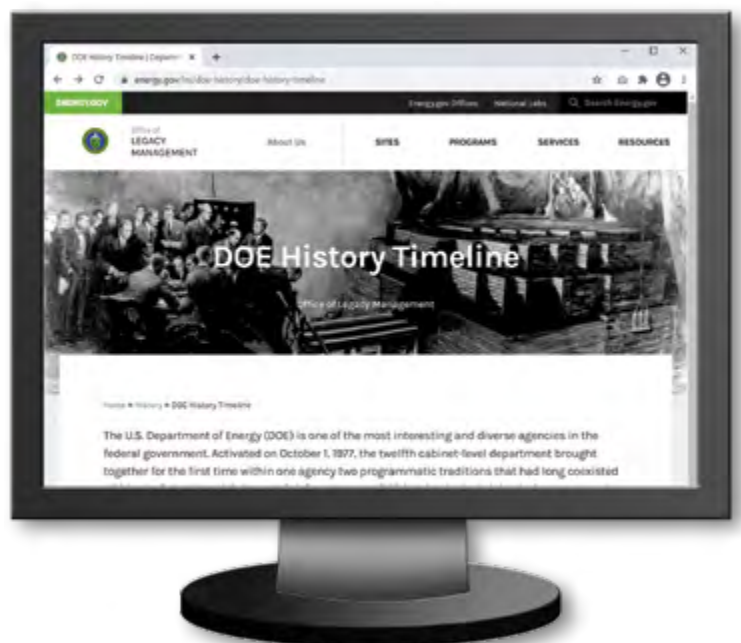 DOE History Timeline | Departm
energy.gov/lm/doe-history/doe-history-timeline
ENERGY.GOV
Energy.gov Offices National Labs Search Energy.gov
Office of
LEGACY
MANAGEMENT
About Us SITES PROGRAMS SERVICES RESOURCES
DOE History Timeline
Office of Legacy Management
Home » History » DOE History Timeline
The U.S. Department of Energy (DOE) is one of the most interesting and diverse agencies in the
federal government. Activated on October 1, 1977, the twelfth cabinet-level department brought
together for the first time within one agency two programmatic traditions that had long coexisted